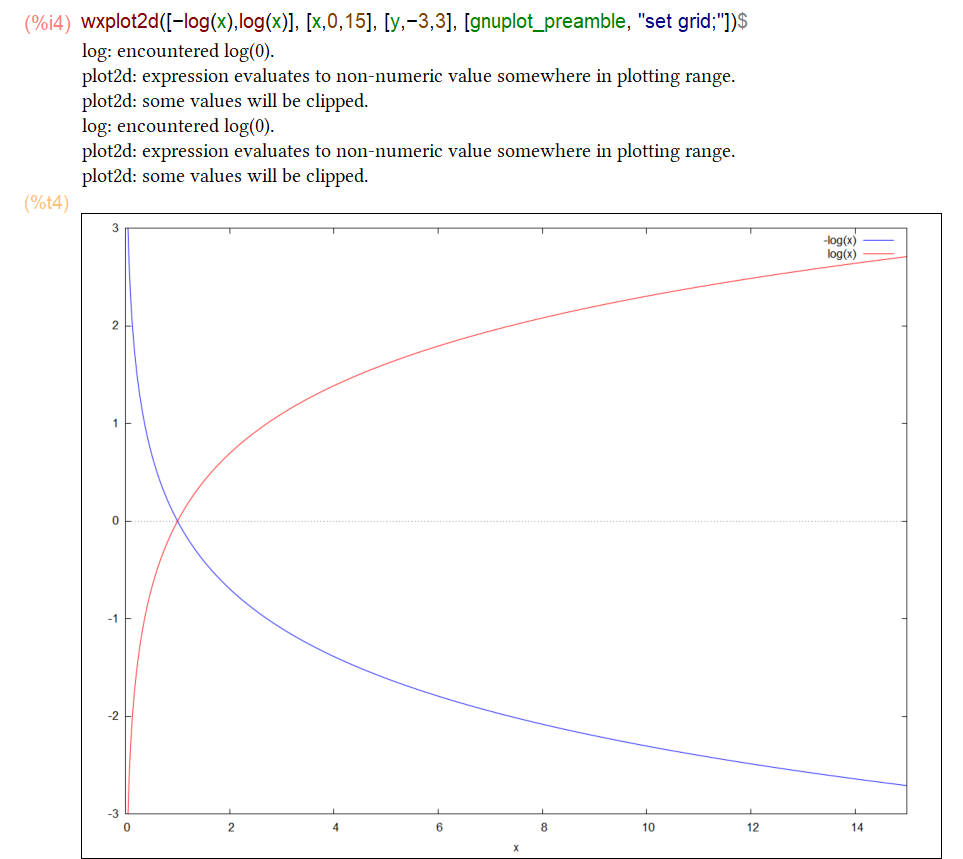 (%i4) wxplot2d([−log(x),log(x)], [x,0,15], [y,−3,3], [gnuplot_preamble, "set grid;"])$
log: encountered log(0).
plot2d: expression evaluates to non-numeric value somewhere in plotting range.
plot2d: some values will be clipped.
log: encountered log(0).
plot2d: expression evaluates to non-numeric value somewhere in plotting range.
plot2d: some values will be clipped.
(%t4)
3
-log(x)
log(x)
2
1
0
-1
-2
-3
0 2 4 6 8 10 12 14
x